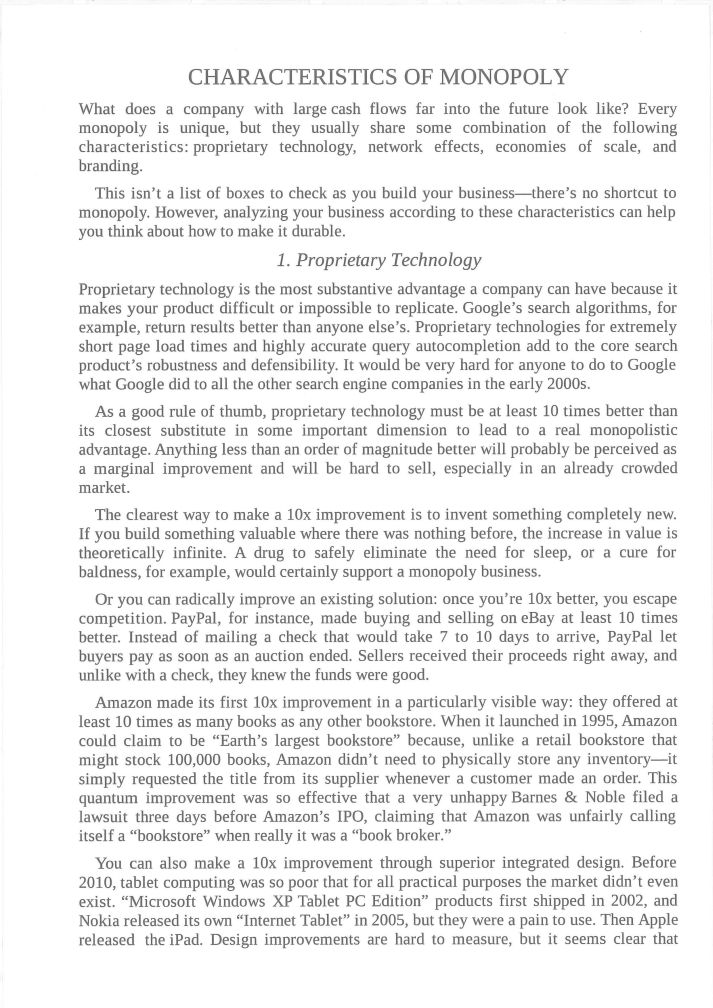 CHARACTERISTICS OF MONOPOLY
What does a company with large cash flows far into the future look like? Every
monopoly is unique, but they usually share some combination of the following
characteristics: proprietary technology, network effects, economies of scale, and
branding.
This isn’t a list of boxes to check as you build your business—there’s no shortcut to
monopoly. However, analyzing your business according to these characteristics can help
you think about how to make it durable.
1. Proprietary Technology
Proprietary technology is the most substantive advantage a company can have because it
makes your product difficult or impossible to replicate. Google’s search algorithms, for
example, return results better than anyone else’s. Proprietary technologies for extremely
short page load times and highly accurate query autocompletion add to the core search
product’s robustness and defensibility. It would be very hard for anyone to do to Google
what Google did to all the other search engine companies in the early 2000s.
As a good rule of thumb, proprietary technology must be at least 10 times better than
its closest substitute in some important dimension to lead to a real monopolistic
advantage. Anything less than an order of magnitude better will probably be perceived as
a marginal improvement and will be hard to sell, especially in an already crowded
market.
The clearest way to make a 10x improvement is to invent something completely new.
If you build something valuable where there was nothing before, the increase in value is
theoretically infinite. A drug to safely eliminate the need for sleep, or a cure for
baldness, for example, would certainly support a monopoly business.
Or you can radically improve an existing solution: once you’re 10x better, you escape
competition. PayPal, for instance, made buying and selling on eBay at least 10 times
better. Instead of mailing a check that would take 7 to 10 days to arrive, PayPal let
buyers pay as soon as an auction ended. Sellers received their proceeds right away, and
unlike with a check, they knew the funds were good.
Amazon made its first 10x improvement in a particularly visible way: they offered at
least 10 times as many books as any other bookstore. When it launched in 1995, Amazon
could claim to be “Earth’s largest bookstore” because, unlike a retail bookstore that
might stock 100,000 books, Amazon didn’t need to physically store any inventory—it
simply requested the title from its supplier whenever a customer made an order. This
quantum improvement was so effective that a very unhappy Barnes & Noble filed a
lawsuit three days before Amazon’s IPO, claiming that Amazon was unfairly calling
itself a “bookstore” when really it was a “book broker.”
You can also make a 10x improvement through superior integrated design. Before
2010, tablet computing was so poor that for all practical purposes the market didn’t even
exist. “Microsoft Windows XP Tablet PC Edition” products first shipped in 2002, and
Nokia released its own “Internet Tablet” in 2005, but they were a pain to use. Then Apple
released the iPad. Design improvements are hard to measure, but it seems clear that